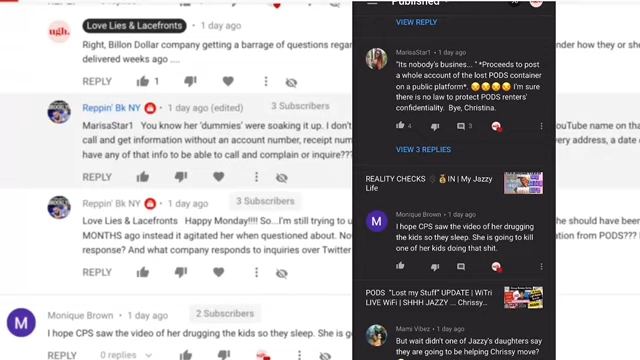 Love Lies & Lacefronts • 1 day ago
ugh.
Right, Billon Dollar company getting a barrage of questions regar
delivered weeks ago ....
REPLY 1
Reppin' Bk NY • 1 day ago (edited) 3 Subscribers
MarisaStar1 You know her 'dummies' were soaking it up. I don't
call and get information without an account number, receipt numb
have any of that info to be able to call and complain or inquire???
REPLY
Reppin' Bk NY • 1 day ago 3 Subscribers
Love Lies & Lacefronts Happy Monday!!!! So...I'm still trying to u
MONTHS ago instead it agitated her when questioned about. No
response? And what company responds to inquiries over Twitter
REPLY
M
Monique Brown • 1 day ago 2 Subscribers
I hope CPS saw the video of her drugging the kids so they sleep. She is go
REPLY 0 replies
Published
ugh.
VIEW REPLY
MarisaStar1 • 1 day ago
"Its nobody's busines... " *Proceeds to post
a whole account of the lost PODS container
on a public platform*. 😏😏😏😏 I'm sure
there is no law to protect PODS renters'
confidentiality. Bye, Christina.
4 3
VIEW 3 REPLIES
REALITY CHECKS 💰 IN | My Jazzy
Life
M
Monique Brown • 1 day ago
I hope CPS saw the video of her drugging
the kids so they sleep. She is going to kill
one of her kids doing that shit.
PODS "Lost my Stuff" UPDATE | WiTri
LIVE WiFi | SHHH JAZZY ... Chrissy...
Mami Vibez • 1 day ago
But wait didn't one of Jazzy's daughters say
they are going to be helping Chrissy move?
nder how they or she
ouTube name on tha
very address, a date o
she should have been
ation from PODS???